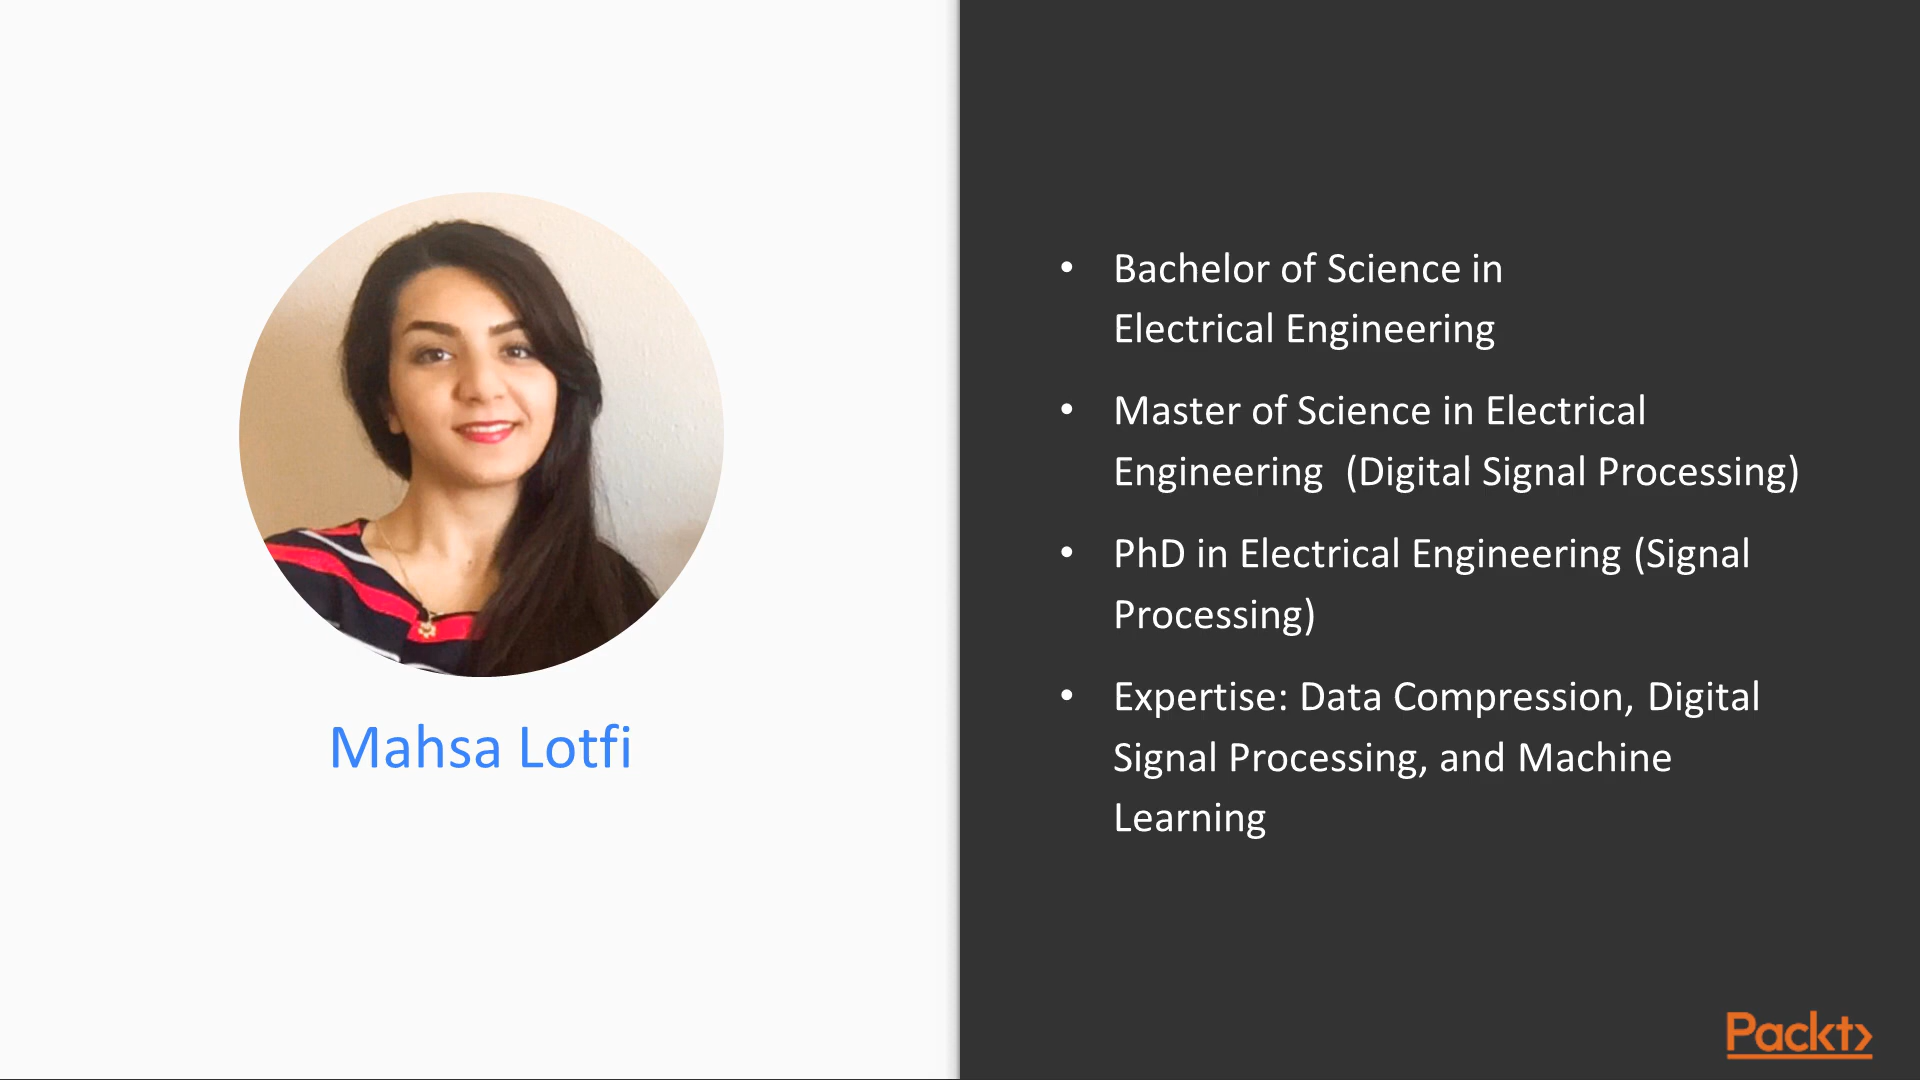 Mahsa Lotfi
• Bachelor of Science in
Electrical Engineering
• Master of Science in Electrical
Engineering  (Digital Signal Processing)
• PhD in Electrical Engineering (Signal
Processing)
• Expertise: Data Compression, Digital
Signal Processing, and Machine
Learning
Packt>